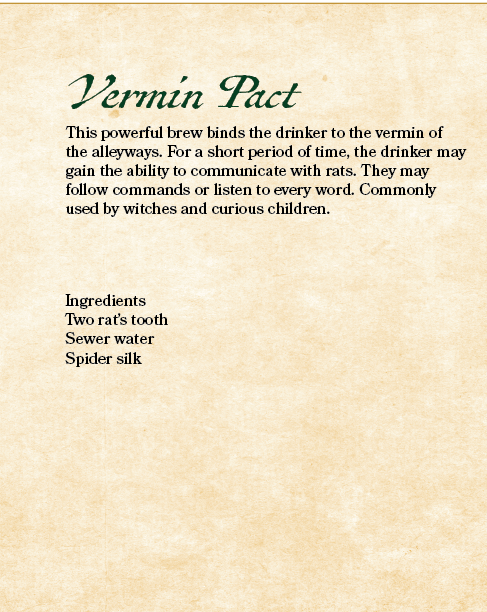 Vermin Pact
This powerful brew binds the drinker to the vermin of
the alleyways. For a short period of time, the drinker may
gain the ability to communicate with rats. They may
follow commands or listen to every word. Commonly
used by witches and curious children.
Ingredients
Two rat's tooth
Sewer water
Spider silk